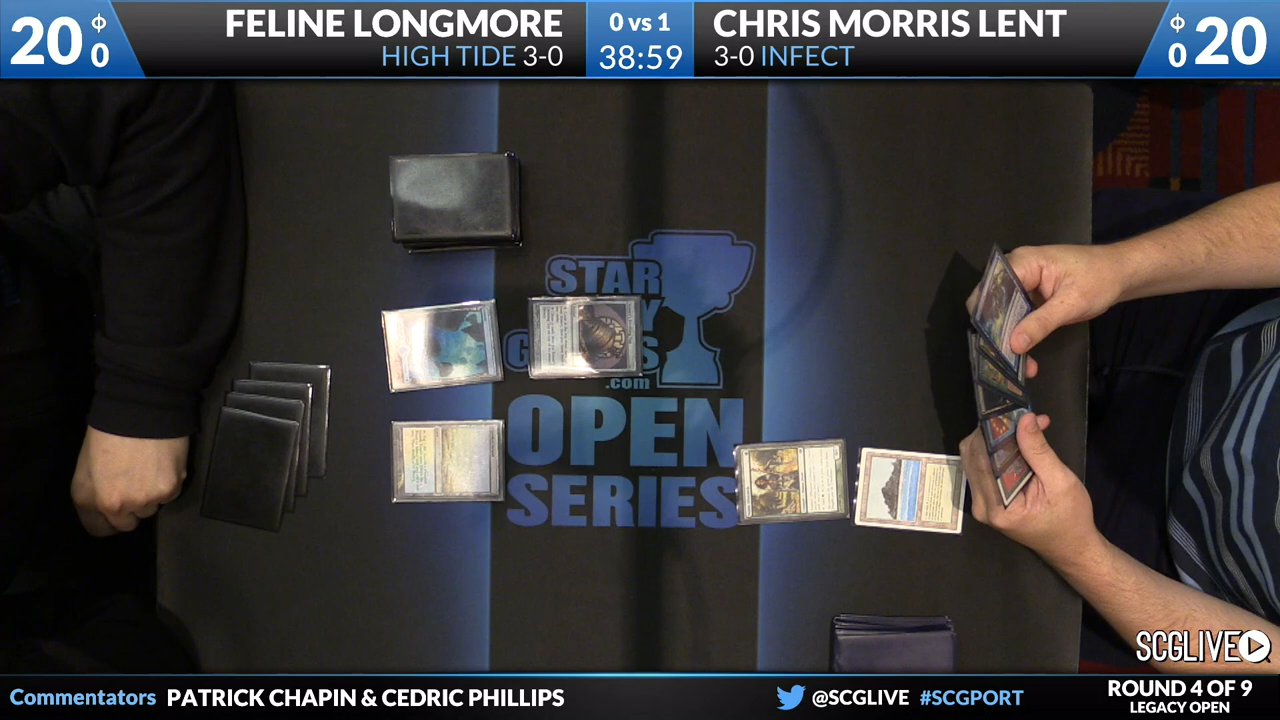 20 Φ 0
FELINE LONGMORE
HIGH TIDE 3-0
0 vs 1
38:59
CHRIS MORRIS LENT
3-0 INFECT
Φ 0 20
STAR
.com
OPEN
SERIES
SCGLIVE
Commentators PATRICK CHAPIN & CEDRIC PHILLIPS
@SCGLIVE #SCGPORT
ROUND 4 OF 9
LEGACY OPEN